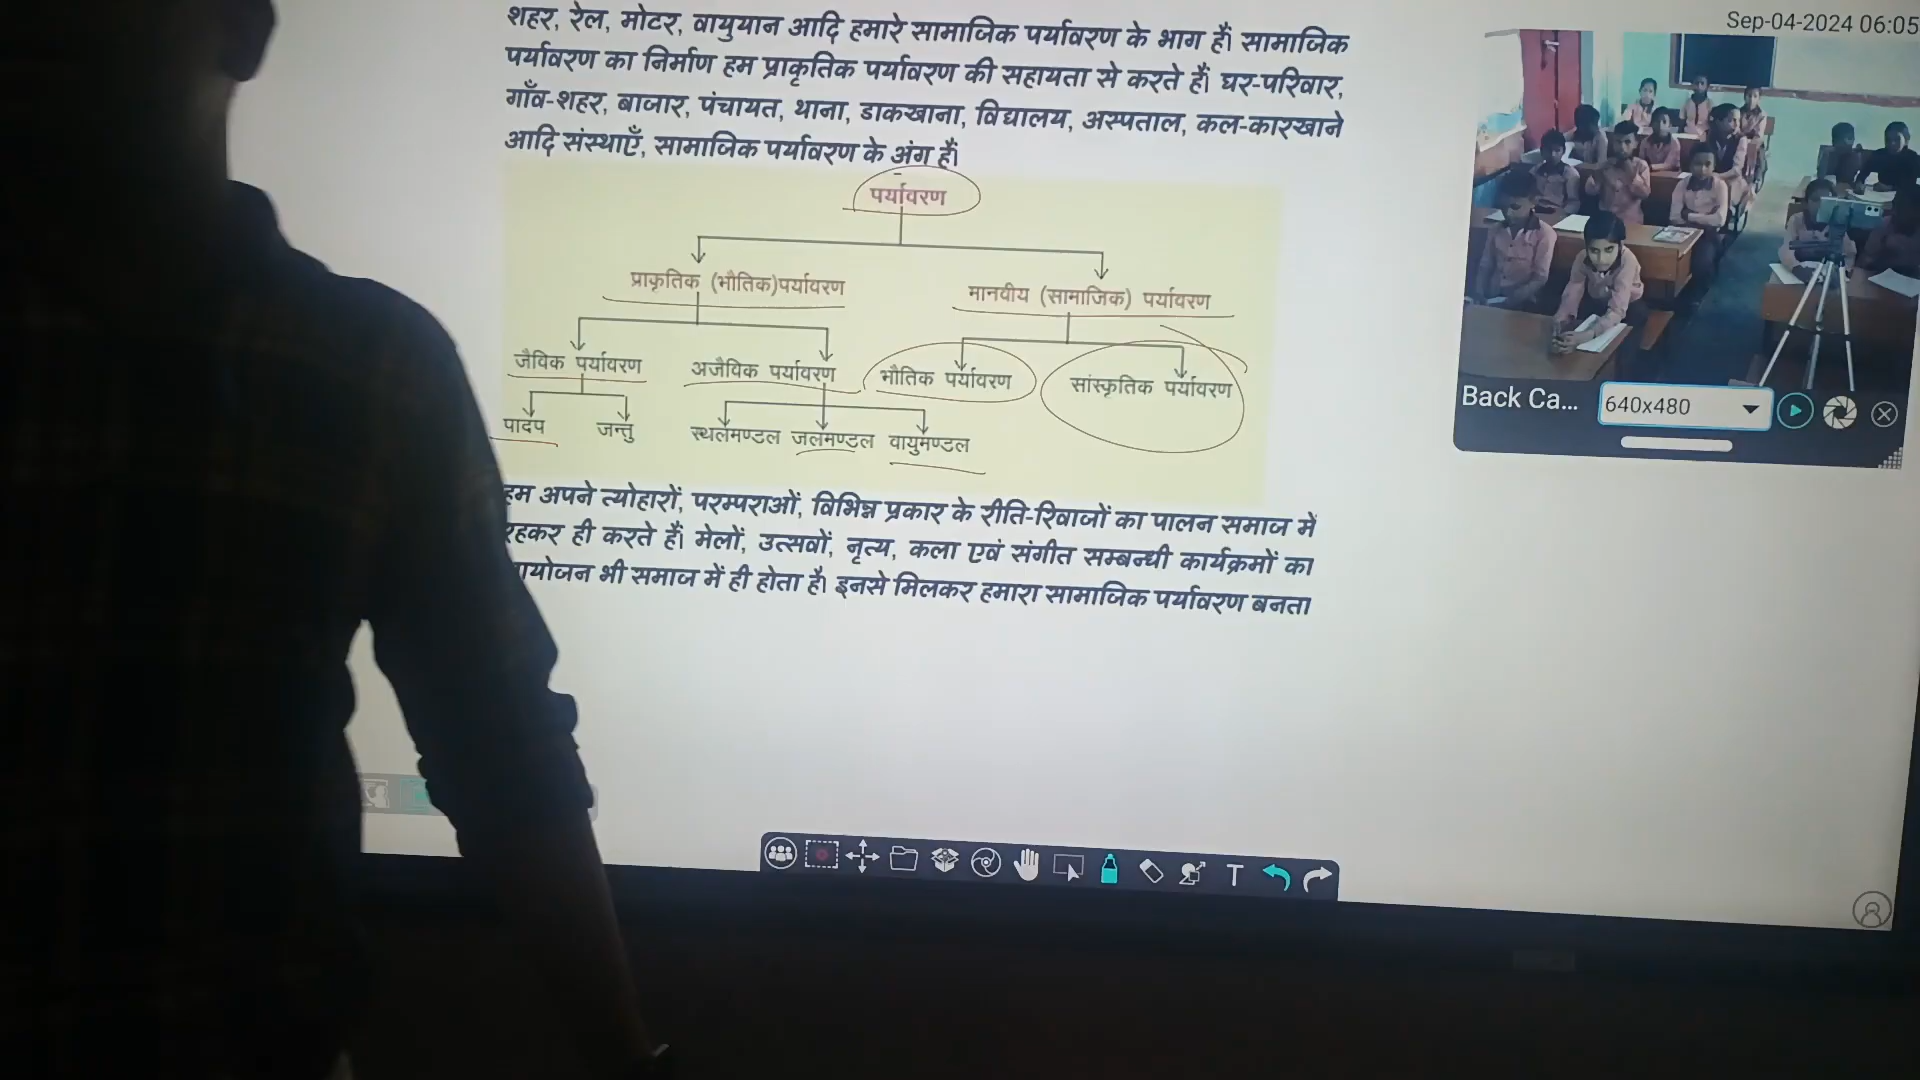 शहर, रेल, मोटर, वायुयान आदि हमारे सामाजिक पर्यावरण के भाग हैं। सामाजिक
पर्यावरण का निर्माण हम प्राकृतिक पर्यावरण की सहायता से करते हैं। घर-परिवार,
गाँव-शहर, बाजार, पंचायत, थाना, डाकखाना, विद्यालय, अस्पताल, कल-कारखाने
आदि संस्थाएँ, सामाजिक पर्यावरण के अंग हैं।
पर्यावरण
प्राकृतिक (भौतिक)पर्यावरण
मानवीय (सामाजिक) पर्यावरण
जैविक पर्यावरण
अजैविक पर्यावरण
भौतिक पर्यावरण
सांस्कृतिक पर्यावरण
पादप
जन्तु
स्थलमण्डल
जलमण्डल
वायुमण्डल
हम अपने त्योहारों, परम्पराओं, विभिन्न प्रकार के रीति-रिवाजों का पालन समाज में
रहकर ही करते हैं। मेलों, उत्सवों, नृत्य, कला एवं संगीत सम्बन्धी कार्यक्रमों का
योजन भी समाज में ही होता है। इनसे मिलकर हमारा सामाजिक पर्यावरण बनता
Sep-04-2024 06:05
Back Ca...
640x480
T